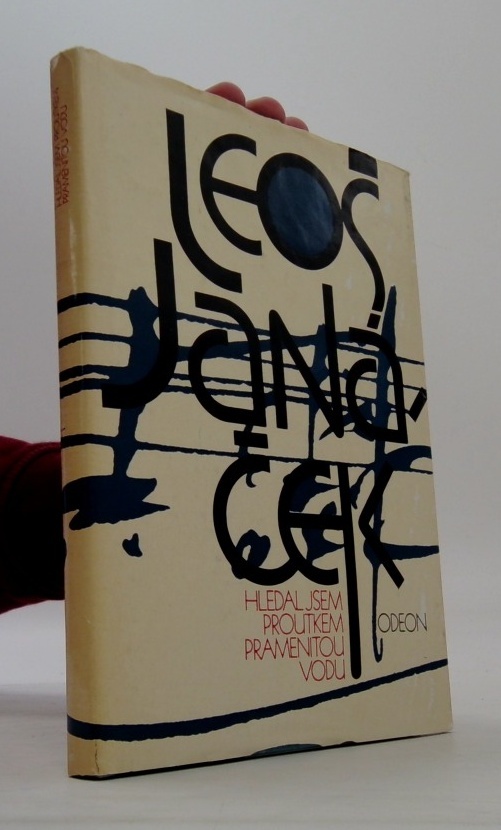 LEOŠ
JANÁ
ČEK
HLEDAL JSEM
PROUTKEM
PRAMENITOU
VODU
ODEON